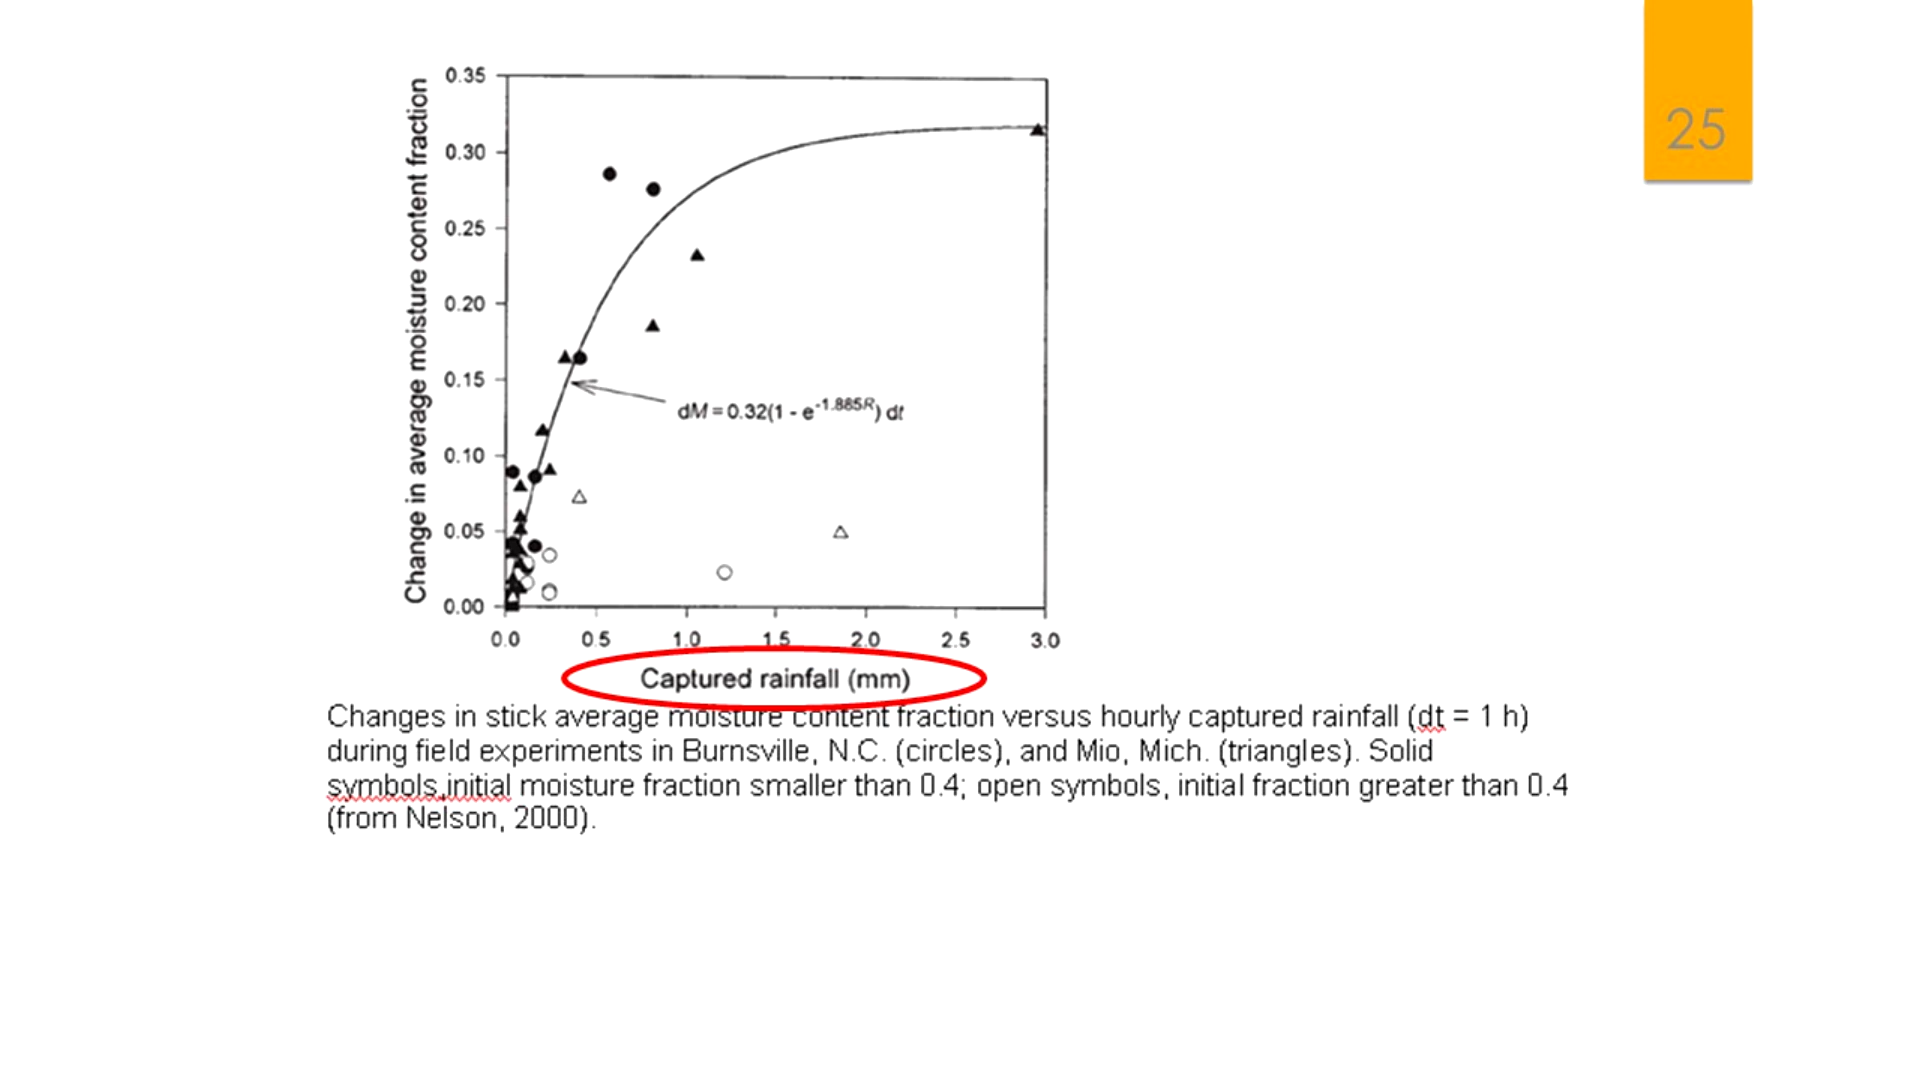 25
Change in average moisture content fraction
0.35
0.30
0.25
0.20
0.15
0.10
0.05
0.00
dM = 0.32(1 - e^-1.885R) dt
0.0 0.5 1.0 1.5 2.0 2.5 3.0
Captured rainfall (mm)
Changes in stick average moisture content fraction versus hourly captured rainfall (dt = 1 h)
during field experiments in Burnsville, N.C. (circles), and Mio, Mich. (triangles). Solid
symbols,initial moisture fraction smaller than 0.4; open symbols, initial fraction greater than 0.4
(from Nelson, 2000).